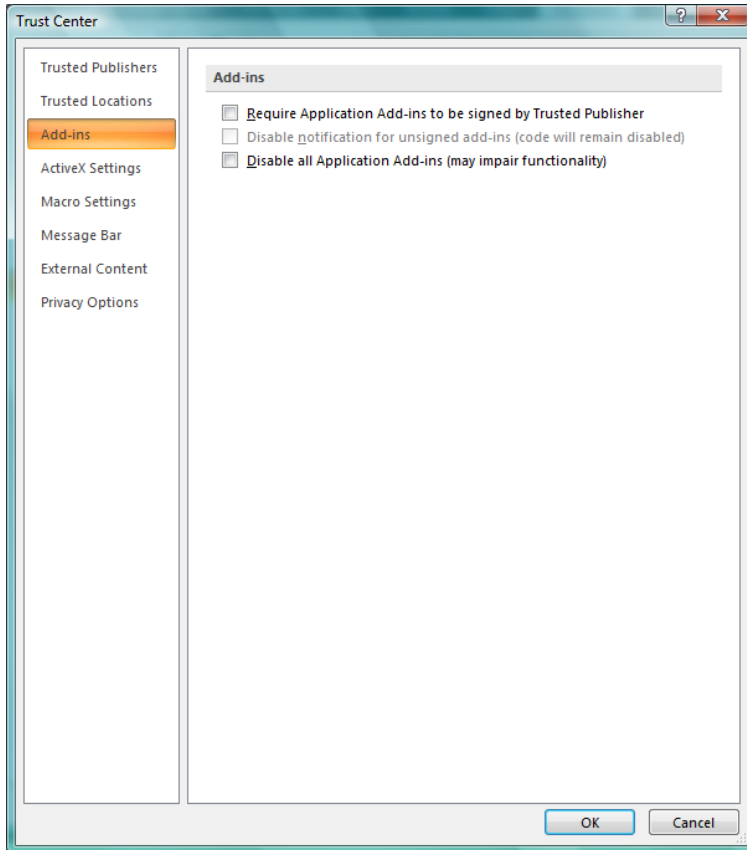 Trust Center
?
X
Trusted Publishers
Trusted Locations
Add-ins
ActiveX Settings
Macro Settings
Message Bar
External Content
Privacy Options
Add-ins
Require Application Add-ins to be signed by Trusted Publisher
Disable notification for unsigned add-ins (code will remain disabled)
Disable all Application Add-ins (may impair functionality)
OK
Cancel